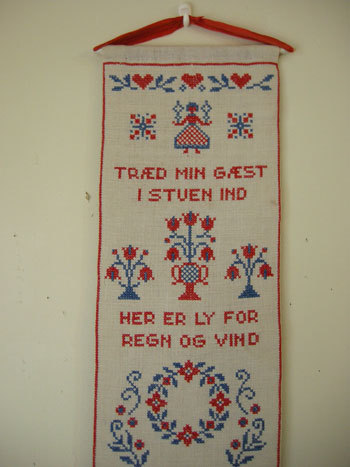 TRÆD MIN GÆST
I STUEN IND
HER ER LY FOR
REGN OG VIND